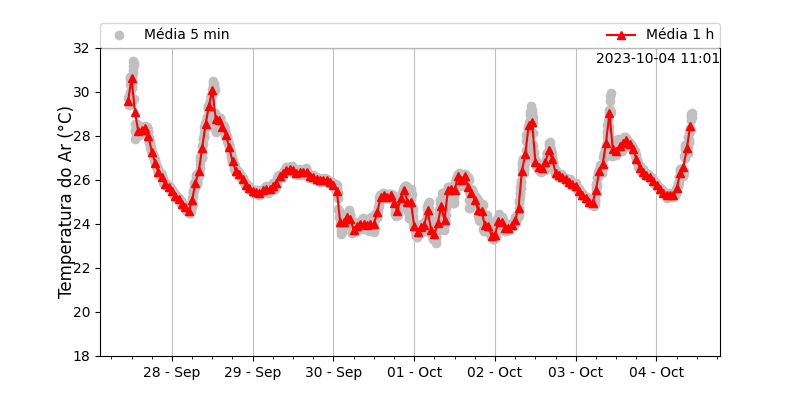 Média 5 min
Média 1 h
2023-10-04 11:01
Temperatura do Ar (°C)
32
30
28
26
24
22
20
18
28 - Sep
29 - Sep
30 - Sep
01 - Oct
02 - Oct
03 - Oct
04 - Oct